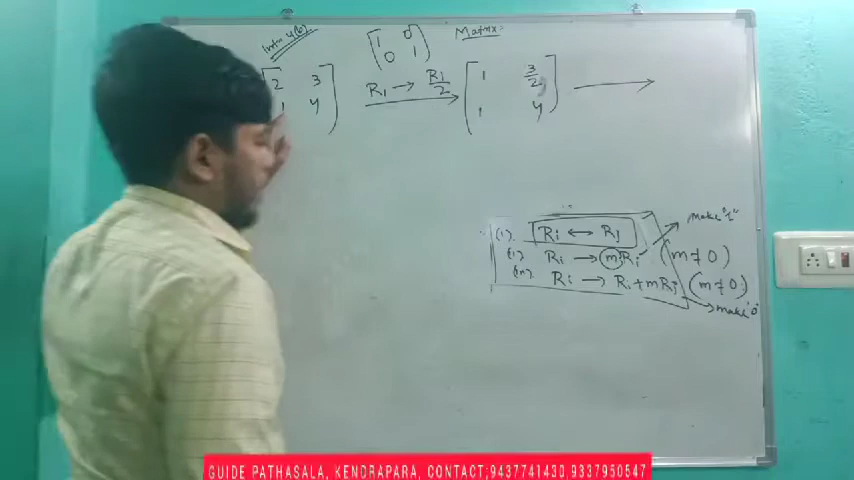 Matrix:
[1 0
0 1]
2 3
1 4
R₁ → R₁/2
[1 3/2
1 4]
→
(i). Rᵢ ↔ Rⱼ
(ii). Rᵢ → mRᵢ (m ≠ 0)
make "1"
(iii). Rᵢ → Rᵢ + mRⱼ (m ≠ 0)
→ make "0"
GUIDE PATHASALA, KENDRAPARA, CONTACT;9437741430,9337950547